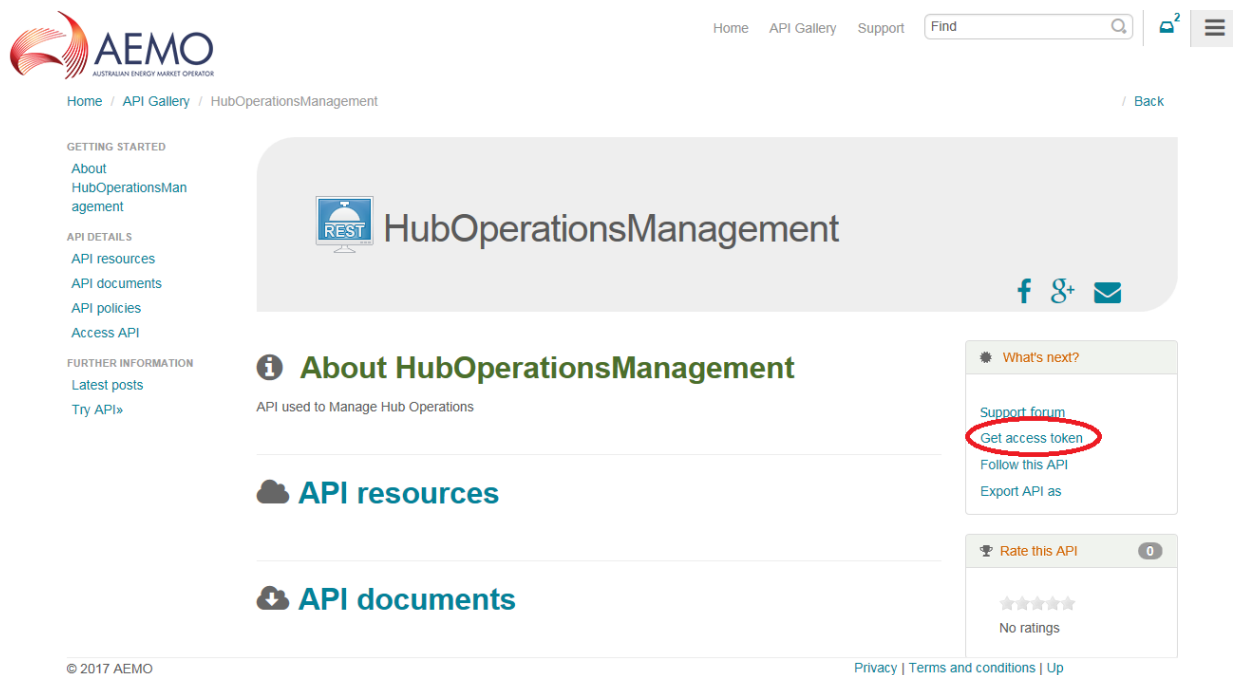 AEMO
AUSTRALIAN ENERGY MARKET OPERATOR
Home API Gallery Support Find 2
Home / API Gallery / HubOperationsManagement / Back
GETTING STARTED
About
HubOperationsMan
agement
API DETAILS
API resources
API documents
API policies
Access API
FURTHER INFORMATION
Latest posts
Try API»
REST
HubOperationsManagement
f g+
About HubOperationsManagement
API used to Manage Hub Operations
API resources
API documents
What's next?
Support forum
Get access token
Follow this API
Export API as
Rate this API 0
No ratings
© 2017 AEMO
Privacy | Terms and conditions | Up